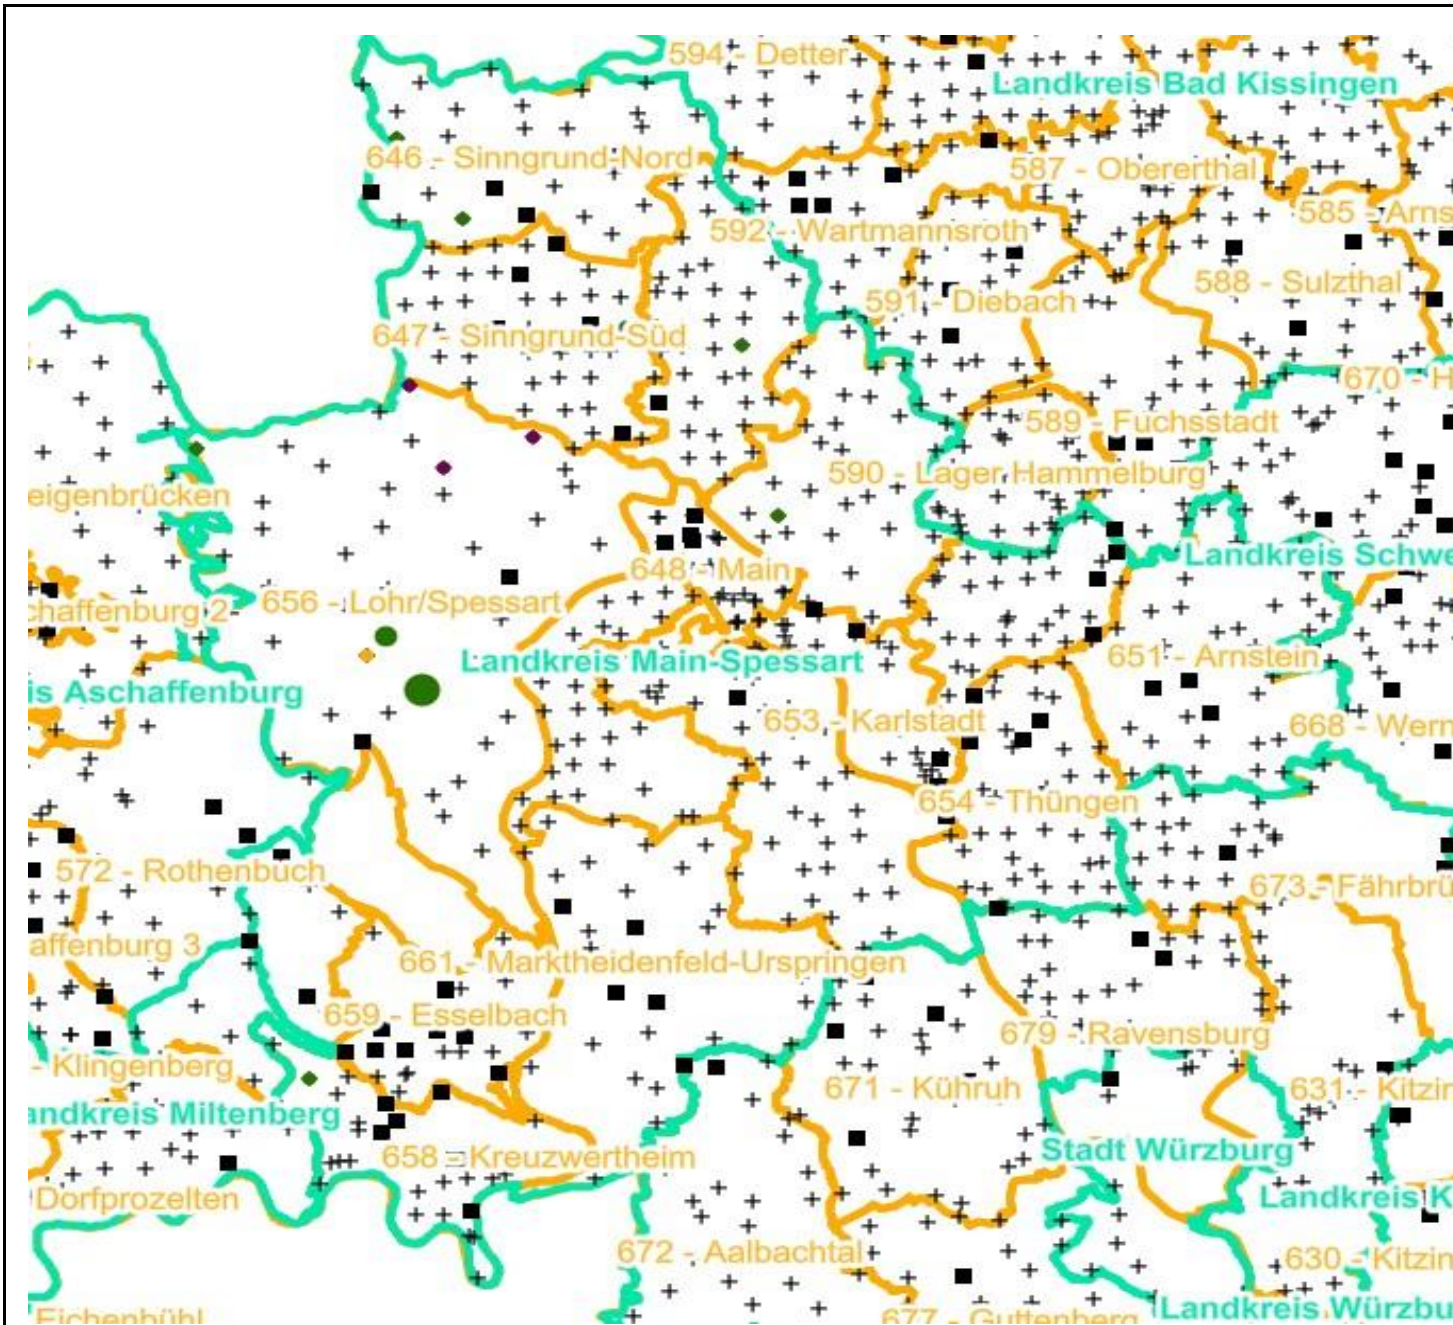 594 - Detter
Landkreis Bad Kissingen
646 - Sinngrund-Nord
587 - Obererthal
585 - Arns
592 - Wartmannsroth
588 - Sulzthal
591 - Diebach
647 - Sinngrund-Süd
670 - H
589 - Fuchsstadt
590 - Lager Hammelburg
eigenbrücken
Landkreis Schwe
648 - Main
656 - Lohr/Spessart
chaffenburg 2
651 - Arnstein
Landkreis Main-Spessart
is Aschaffenburg
653 - Karlstadt
668 - Wern
654 - Thüngen
572 - Rothenbuch
673 - Fährbrü
affenburg 3
661 - Marktheidenfeld-Urspringen
659 - Esselbach
679 - Ravensburg
- Klingenberg
671 - Kühruh
631 - Kitzin
andkreis Miltenberg
Stadt Würzburg
658 - Kreuzwertheim
Dorfprozelten
Landkreis K
672 - Aalbachtal
630 - Kitzin
Landkreis Würzbu
Eichenbühl
677 - Guttenberg